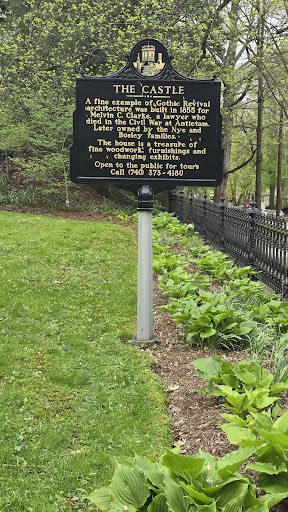 THE CASTLE
A fine example of Gothic Revival
architecture was built in 1855 for
Melvin C. Clarke, a lawyer who
died in the Civil War at Antietam.
Later owned by the Nye and
Bosley families.
The house is a treasure of
fine woodwork, furnishings and
changing exhibits.
Open to the public for tour's
Call (740) 373-4180